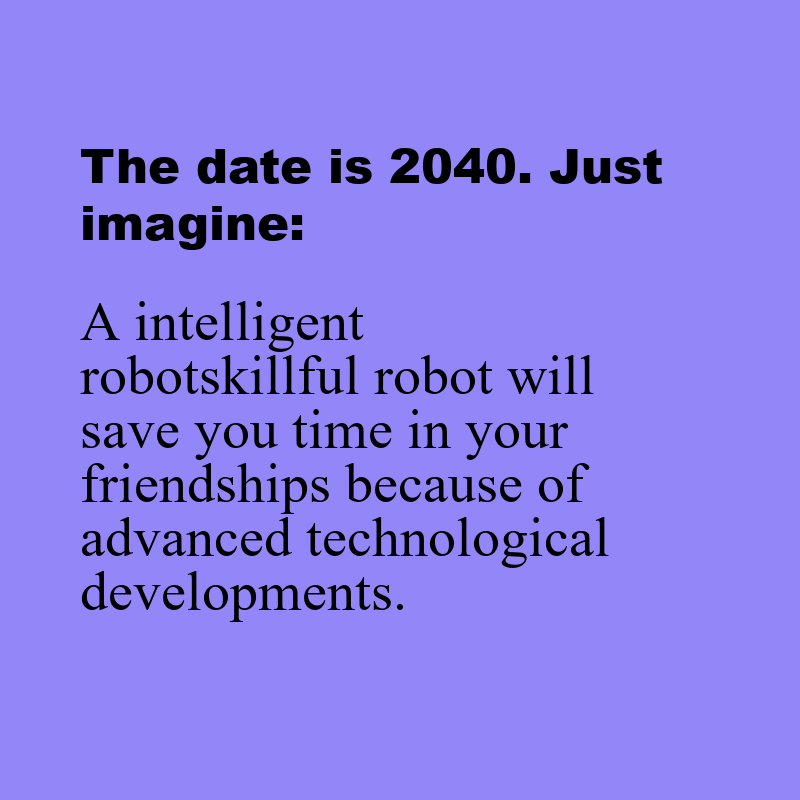 The date is 2040. Just
imagine:
A intelligent
robotskillful robot will
save you time in your
friendships because of
advanced technological
developments.